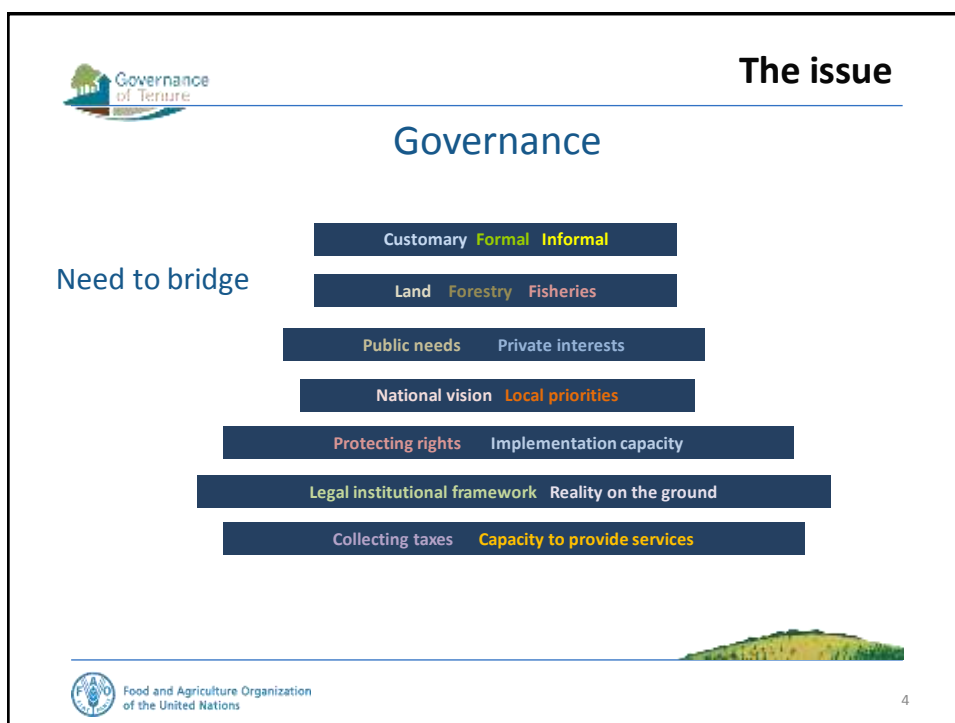 Governance
of Tenure
The issue
Governance
Need to bridge
Customary Formal Informal
Land Forestry Fisheries
Public needs Private interests
National vision Local priorities
Protecting rights Implementation capacity
Legal institutional framework Reality on the ground
Collecting taxes Capacity to provide services
Food and Agriculture Organization
of the United Nations
4